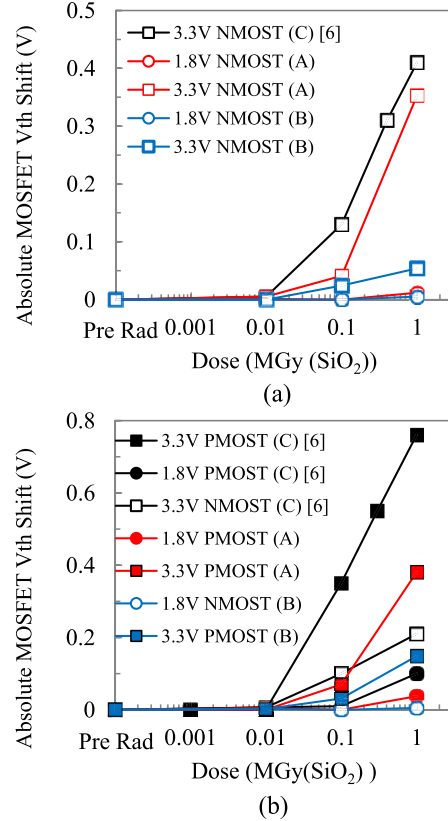 0.5
0.4
0.3
0.2
0.1
0
Absolute MOSFET Vth Shift (V)
3.3V NMOST (C) [6]
1.8V NMOST (A)
3.3V NMOST (A)
1.8V NMOST (B)
3.3V NMOST (B)
Pre Rad 0.001 0.01 0.1 1
Dose (MGy (SiO₂))
(a)
0.8
0.6
0.4
0.2
0
Absolute MOSFET Vth Shift (V)
3.3V PMOST (C) [6]
1.8V PMOST (C) [6]
3.3V NMOST (C) [6]
1.8V PMOST (A)
3.3V PMOST (A)
1.8V NMOST (B)
3.3V PMOST (B)
Pre Rad 0.001 0.01 0.1 1
Dose (MGy(SiO₂) )
(b)